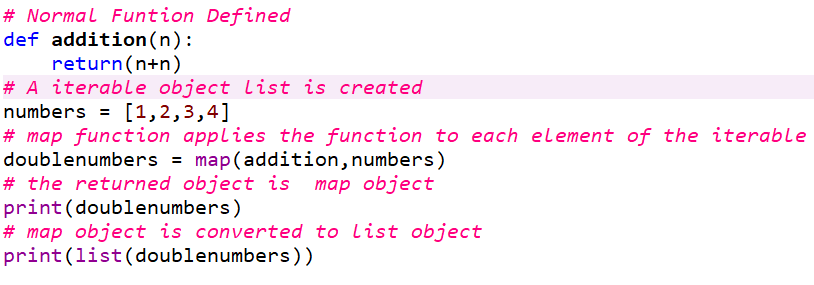 # Normal Funtion Defined
def addition(n):
    return(n+n)
# A iterable object list is created
numbers = [1,2,3,4]
# map function applies the function to each element of the iterable
doublenumbers = map(addition,numbers)
# the returned object is  map object
print(doublenumbers)
# map object is converted to list object
print(list(doublenumbers))